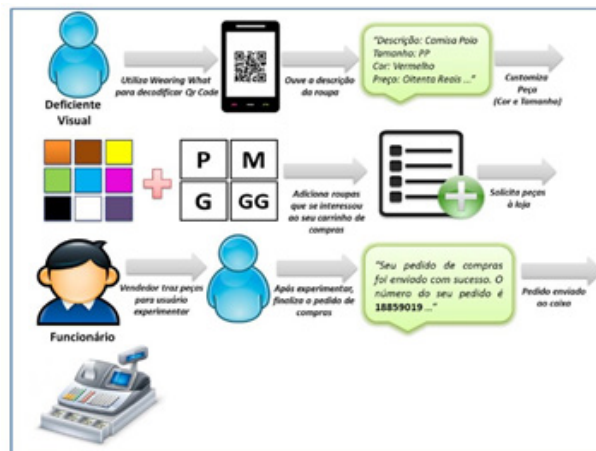 Deficiente
Visual
Utiliza Wearing What
para decodificar Qr Code
Ouve a descrição
da roupa
"Descrição: Camisa Polo
Tamanho: PP
Cor: Vermelho
Preço: Oitenta Reais ..."
Customiza
Peça
(Cor e Tamanho)
P M
G GG
Adiciona roupas
que se interessou
ao seu carrinho de
compras
Solicita peças
à loja
Funcionário
Vendedor traz peças
para usuário
experimentar
Após experimentar,
finaliza o pedido de
compras
"Seu pedido de compras
foi enviado com sucesso. O
número do seu pedido é
18859019 ..."
Pedido enviado
ao caixa